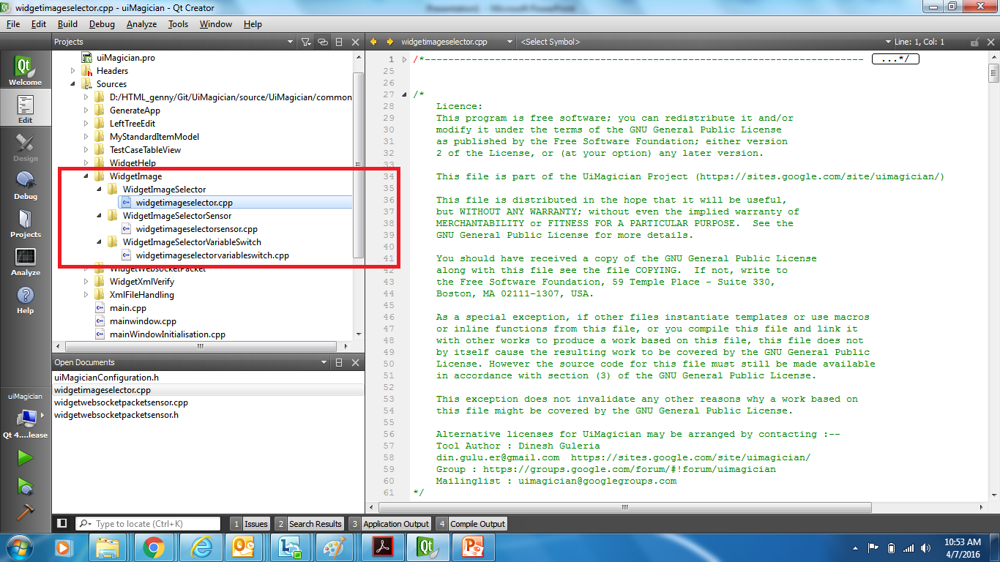 widgetimageselector.cpp - uiMagician - Qt Creator
Presentation1 - Microsoft PowerPoint
File Edit Build Debug Analyze Tools Window Help
Projects
widgetimageselector.cpp
<Select Symbol>
Line: 1, Col: 1
Welcome
Edit
Design
Debug
Projects
Analyze
Help
uiMagician
Qt 4....lease
uiMagician.pro
Headers
Sources
D:/HTML_genny/Git/UiMagician/source/UiMagician/common
GenerateApp
LeftTreeEdit
MyStandardItemModel
TestCaseTableView
WidgetHelp
WidgetImage
WidgetImageSelector
widgetimageselector.cpp
WidgetImageSelectorSensor
widgetimageselectorsensor.cpp
WidgetImageSelectorVariableSwitch
widgetimageselectorvariableswitch.cpp
WidgetWebsocketPacket
WidgetXmlVerify
XmlFileHandling
main.cpp
mainwindow.cpp
mainWindowInitialisation.cpp
Open Documents
uiMagicianConfiguration.h
widgetimageselector.cpp
widgetwebsocketpacketsensor.cpp
widgetwebsocketpacketsensor.h
1 /*--------------------------------------------------------------------------- ...*/
25
26
27 /*
28 Licence:
29 This program is free software; you can redistribute it and/or
30 modify it under the terms of the GNU General Public License
31 as published by the Free Software Foundation; either version
32 2 of the License, or (at your option) any later version.
33
34 This file is part of the UiMagician Project (https://sites.google.com/site/uimagician/)
35
36 This file is distributed in the hope that it will be useful,
37 but WITHOUT ANY WARRANTY; without even the implied warranty of
38 MERCHANTABILITY or FITNESS FOR A PARTICULAR PURPOSE. See the
39 GNU General Public License for more details.
40
41 You should have received a copy of the GNU General Public License
42 along with this file see the file COPYING. If not, write to
43 the Free Software Foundation, 59 Temple Place - Suite 330,
44 Boston, MA 02111-1307, USA.
45
46 As a special exception, if other files instantiate templates or use macros
47 or inline functions from this file, or you compile this file and link it
48 with other works to produce a work based on this file, this file does not
49 by itself cause the resulting work to be covered by the GNU General Public
50 License. However the source code for this file must still be made available
51 in accordance with section (3) of the GNU General Public License.
52
53 This exception does not invalidate any other reasons why a work based on
54 this file might be covered by the GNU General Public License.
55
56 Alternative licenses for UiMagician may be arranged by contacting :--
57 Tool Author : Dinesh Guleria
58 din.gulu.er@gmail.com https://sites.google.com/site/uimagician/
59 Group : https://groups.google.com/forum/#!forum/uimagician
60 Mailinglist : uimagician@googlegroups.com
61 */
Type to locate (Ctrl+K)
1 Issues 2 Search Results 3 Application Output 4 Compile Output
10:53 AM
4/7/2016